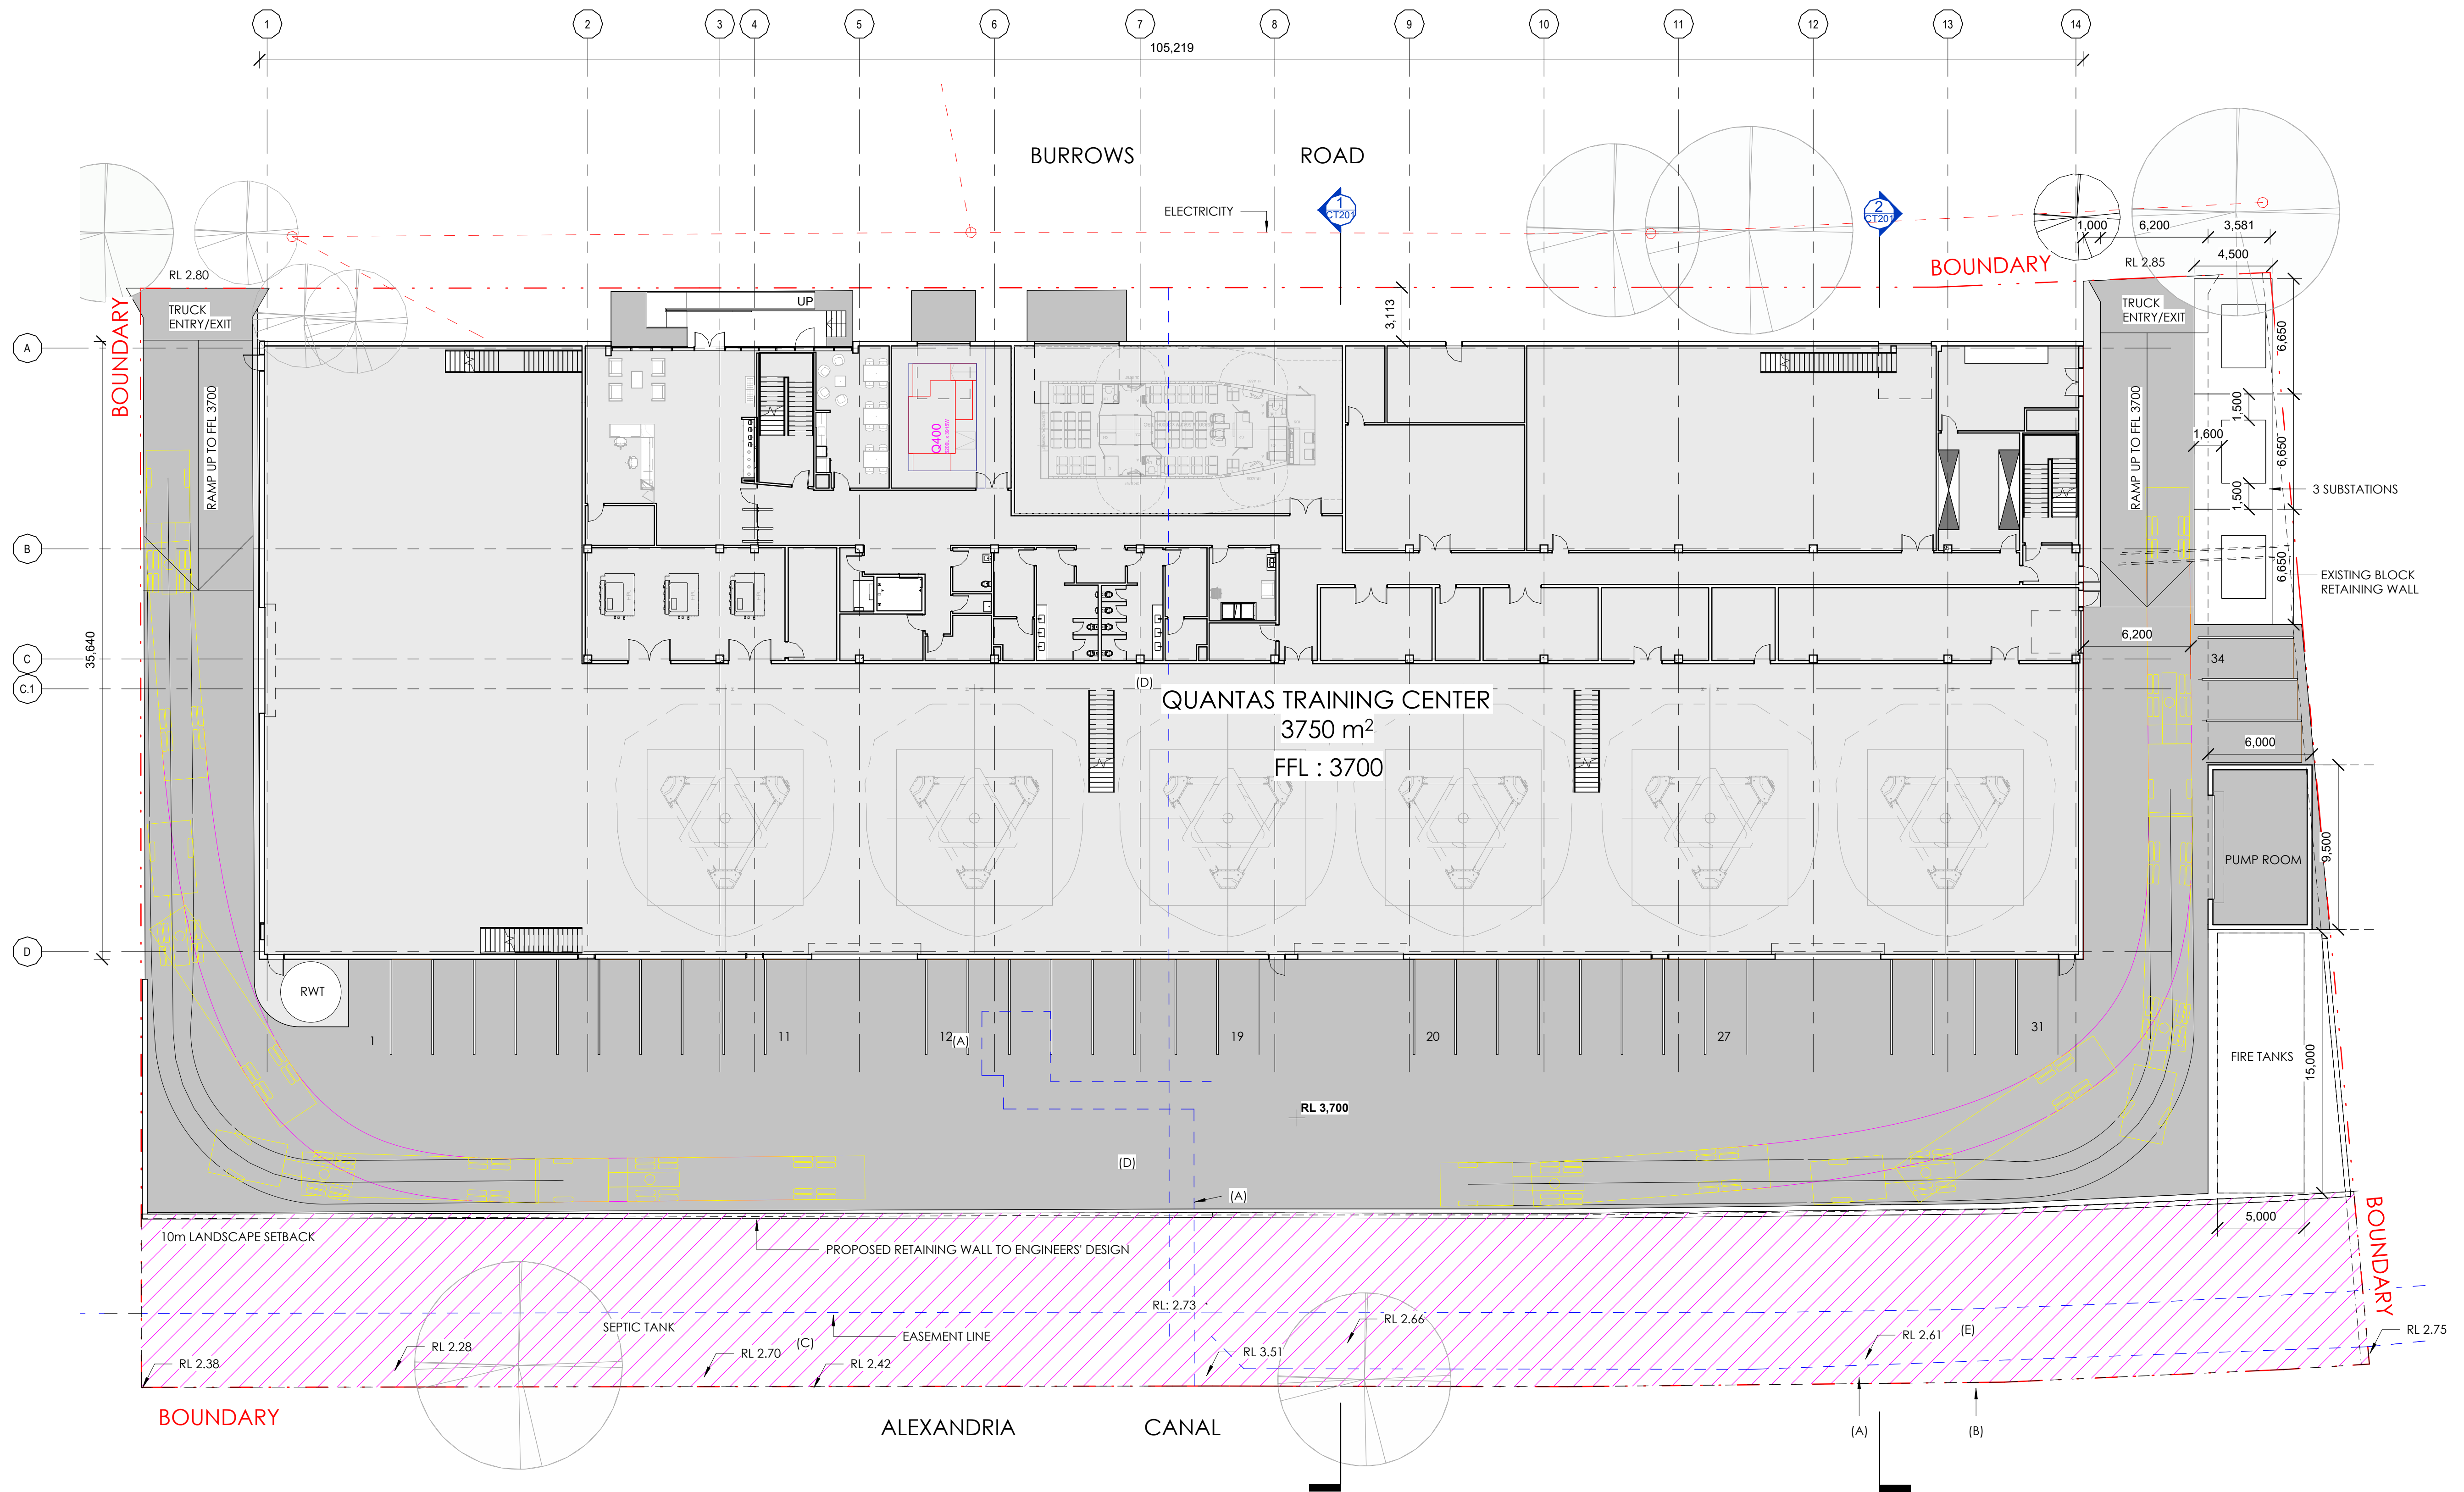 1 2 3 4 5 6 7 8 9 10 11 12 13 14
105,219
BURROWS ROAD
ELECTRICITY
1
CT201
2
CT201
1,000 6,200 3,581
4,500
BOUNDARY
RL 2.85
RL 2.80
TRUCK
ENTRY/EXIT
BOUNDARY
UP
3,113
TRUCK
ENTRY/EXIT
A
RAMP UP TO FFL 3700
Q400
RAMP UP TO FFL 3700
6,650
1,500
1,600
6,650
1,500
3 SUBSTATIONS
B
6,650
EXISTING BLOCK
RETAINING WALL
35,640
6,200
C
34
C.1
(D)
QUANTAS TRAINING CENTER
3750 m2
FFL : 3700
6,000
PUMP ROOM
9,500
D
RWT
1
11
12
(A)
19
20
27
31
FIRE TANKS
15,000
RL 3,700
(D)
(A)
5,000
BOUNDARY
10m LANDSCAPE SETBACK
PROPOSED RETAINING WALL TO ENGINEERS' DESIGN
RL: 2.73
SEPTIC TANK
EASEMENT LINE
(C)
RL 2.66
RL 2.61
(E)
RL 2.75
RL 2.38
RL 2.28
RL 2.70
RL 2.42
RL 3.51
BOUNDARY
ALEXANDRIA CANAL
(A)
(B)